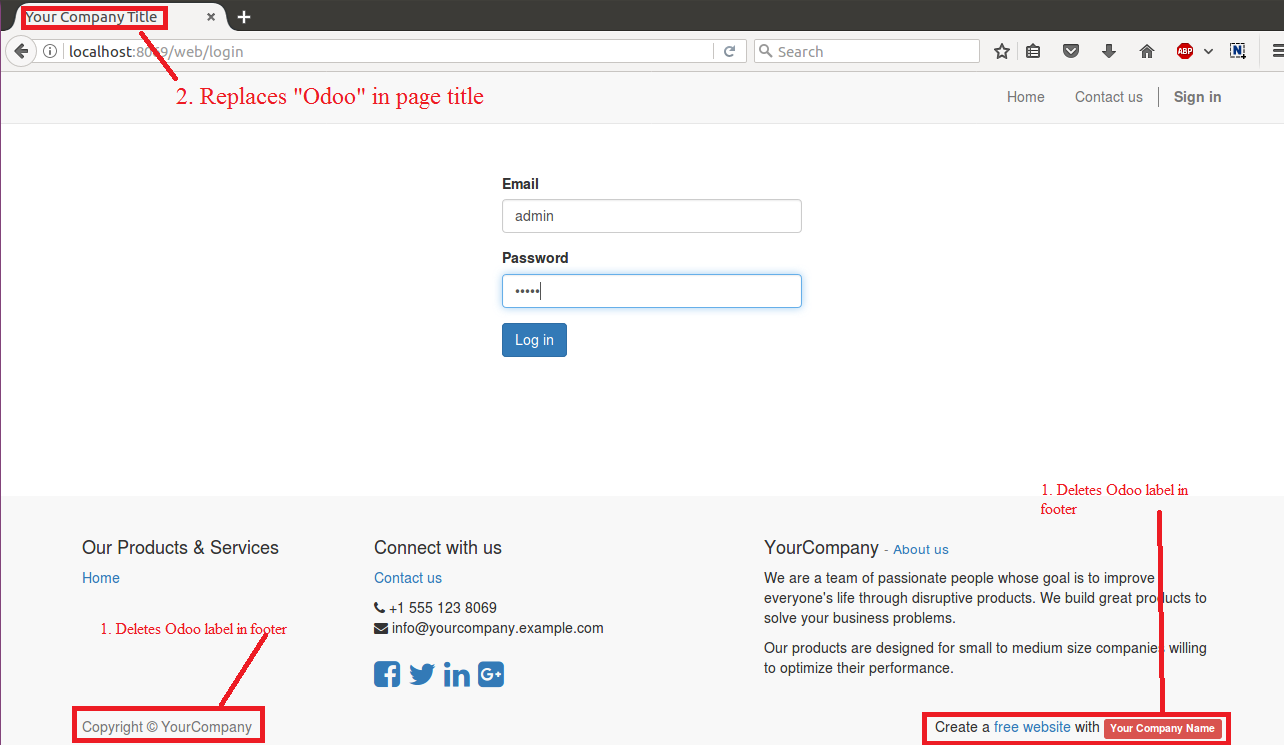 Your Company Title
localhost:8069/web/login
Search
ABP
N
2. Replaces "Odoo" in page title
Home Contact us Sign in
Email
admin
Password
•••••
Log in
1. Deletes Odoo label in
footer
Our Products & Services
Home
1. Deletes Odoo label in footer
Copyright © YourCompany
Connect with us
Contact us
+1 555 123 8069
info@yourcompany.example.com
G+
YourCompany - About us
We are a team of passionate people whose goal is to improve
everyone's life through disruptive products. We build great products to
solve your business problems.
Our products are designed for small to medium size companies willing
to optimize their performance.
Create a free website with Your Company Name